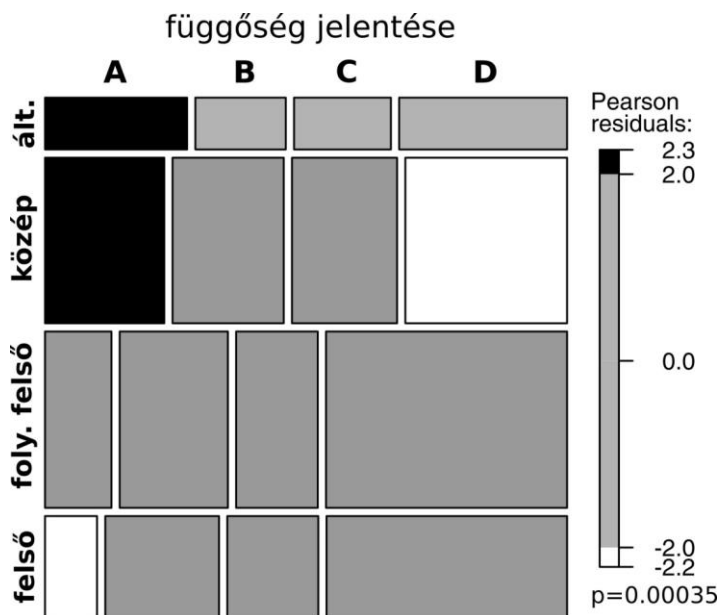 függőség jelentése
A B C D
ált.
közép
foly. felső
felső
Pearson
residuals:
2.3
2.0
0.0
-2.0
-2.2
p=0.00035